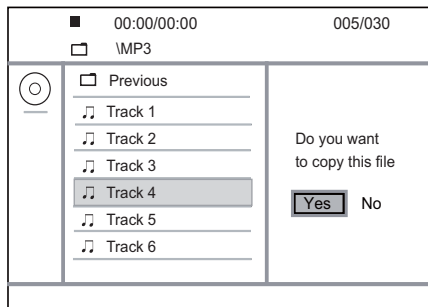 00:00/00:00 005/030
\MP3
Previous
Track 1
Track 2
Track 3
Track 4
Track 5
Track 6
Do you want
to copy this file
Yes No